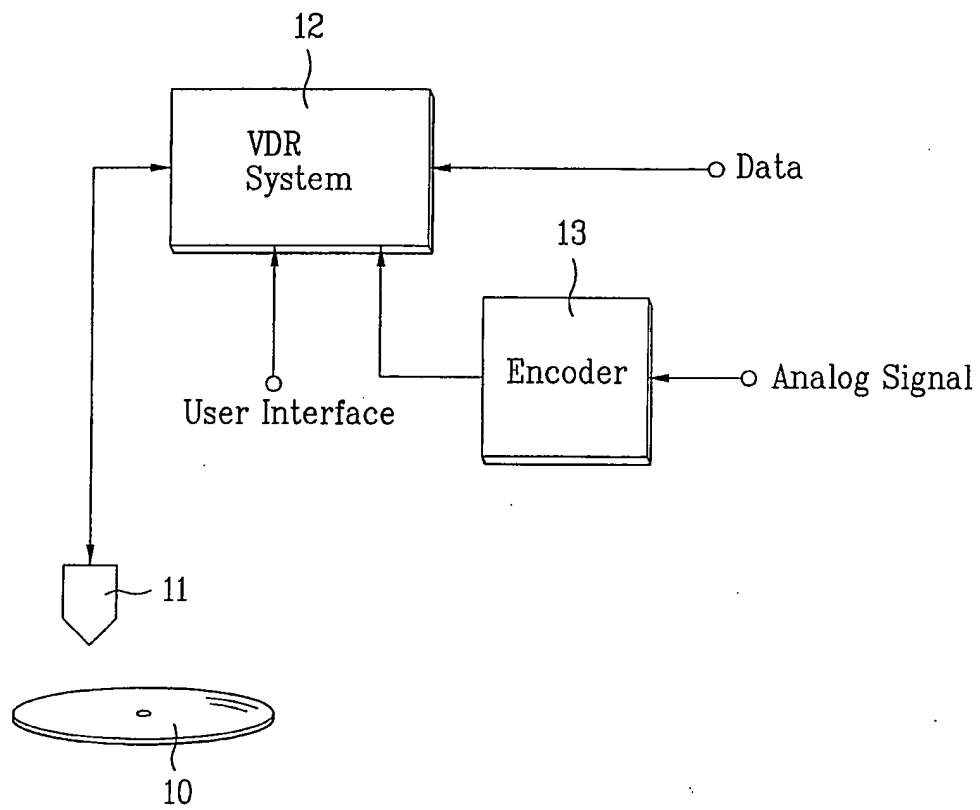 12
VDR
System
Data
13
Encoder
Analog Signal
User Interface
11
10